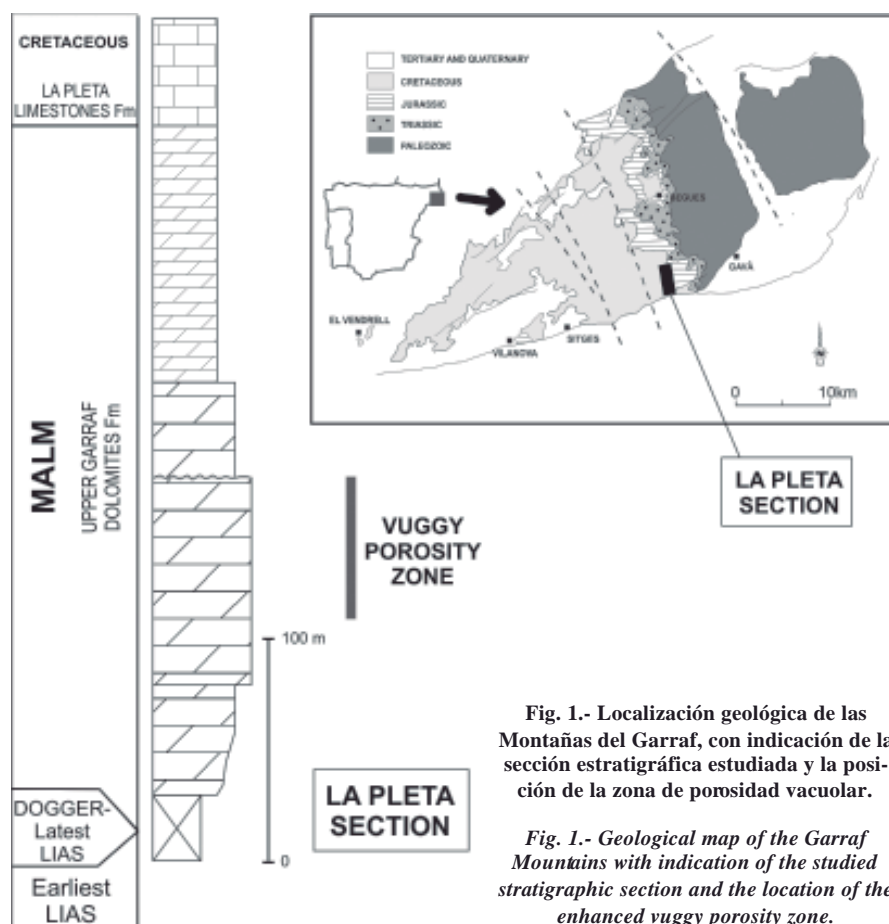 CRETACEOUS
LA PLETA
LIMESTONES Fm
MALM
UPPER GARRAF
DOLOMITES Fm
DOGGER-
Latest
LIAS
Earliest
LIAS
VUGGY
POROSITY
ZONE
100 m
0
LA PLETA
SECTION
TERTIARY AND QUATERNARY
CRETACEOUS
JURASSIC
TRIASSIC
PALEOZOIC
BEGUES
GAVÀ
EL VENDRELL
VILANOVA
SITGES
N
0 10km
LA PLETA
SECTION
Fig. 1.- Localización geológica de las
Montañas del Garraf, con indicación de la
sección estratigráfica estudiada y la posi-
ción de la zona de porosidad vacuolar.
Fig. 1.- Geological map of the Garraf
Mountains with indication of the studied
stratigraphic section and the location of the
enhanced vuggy porosity zone.